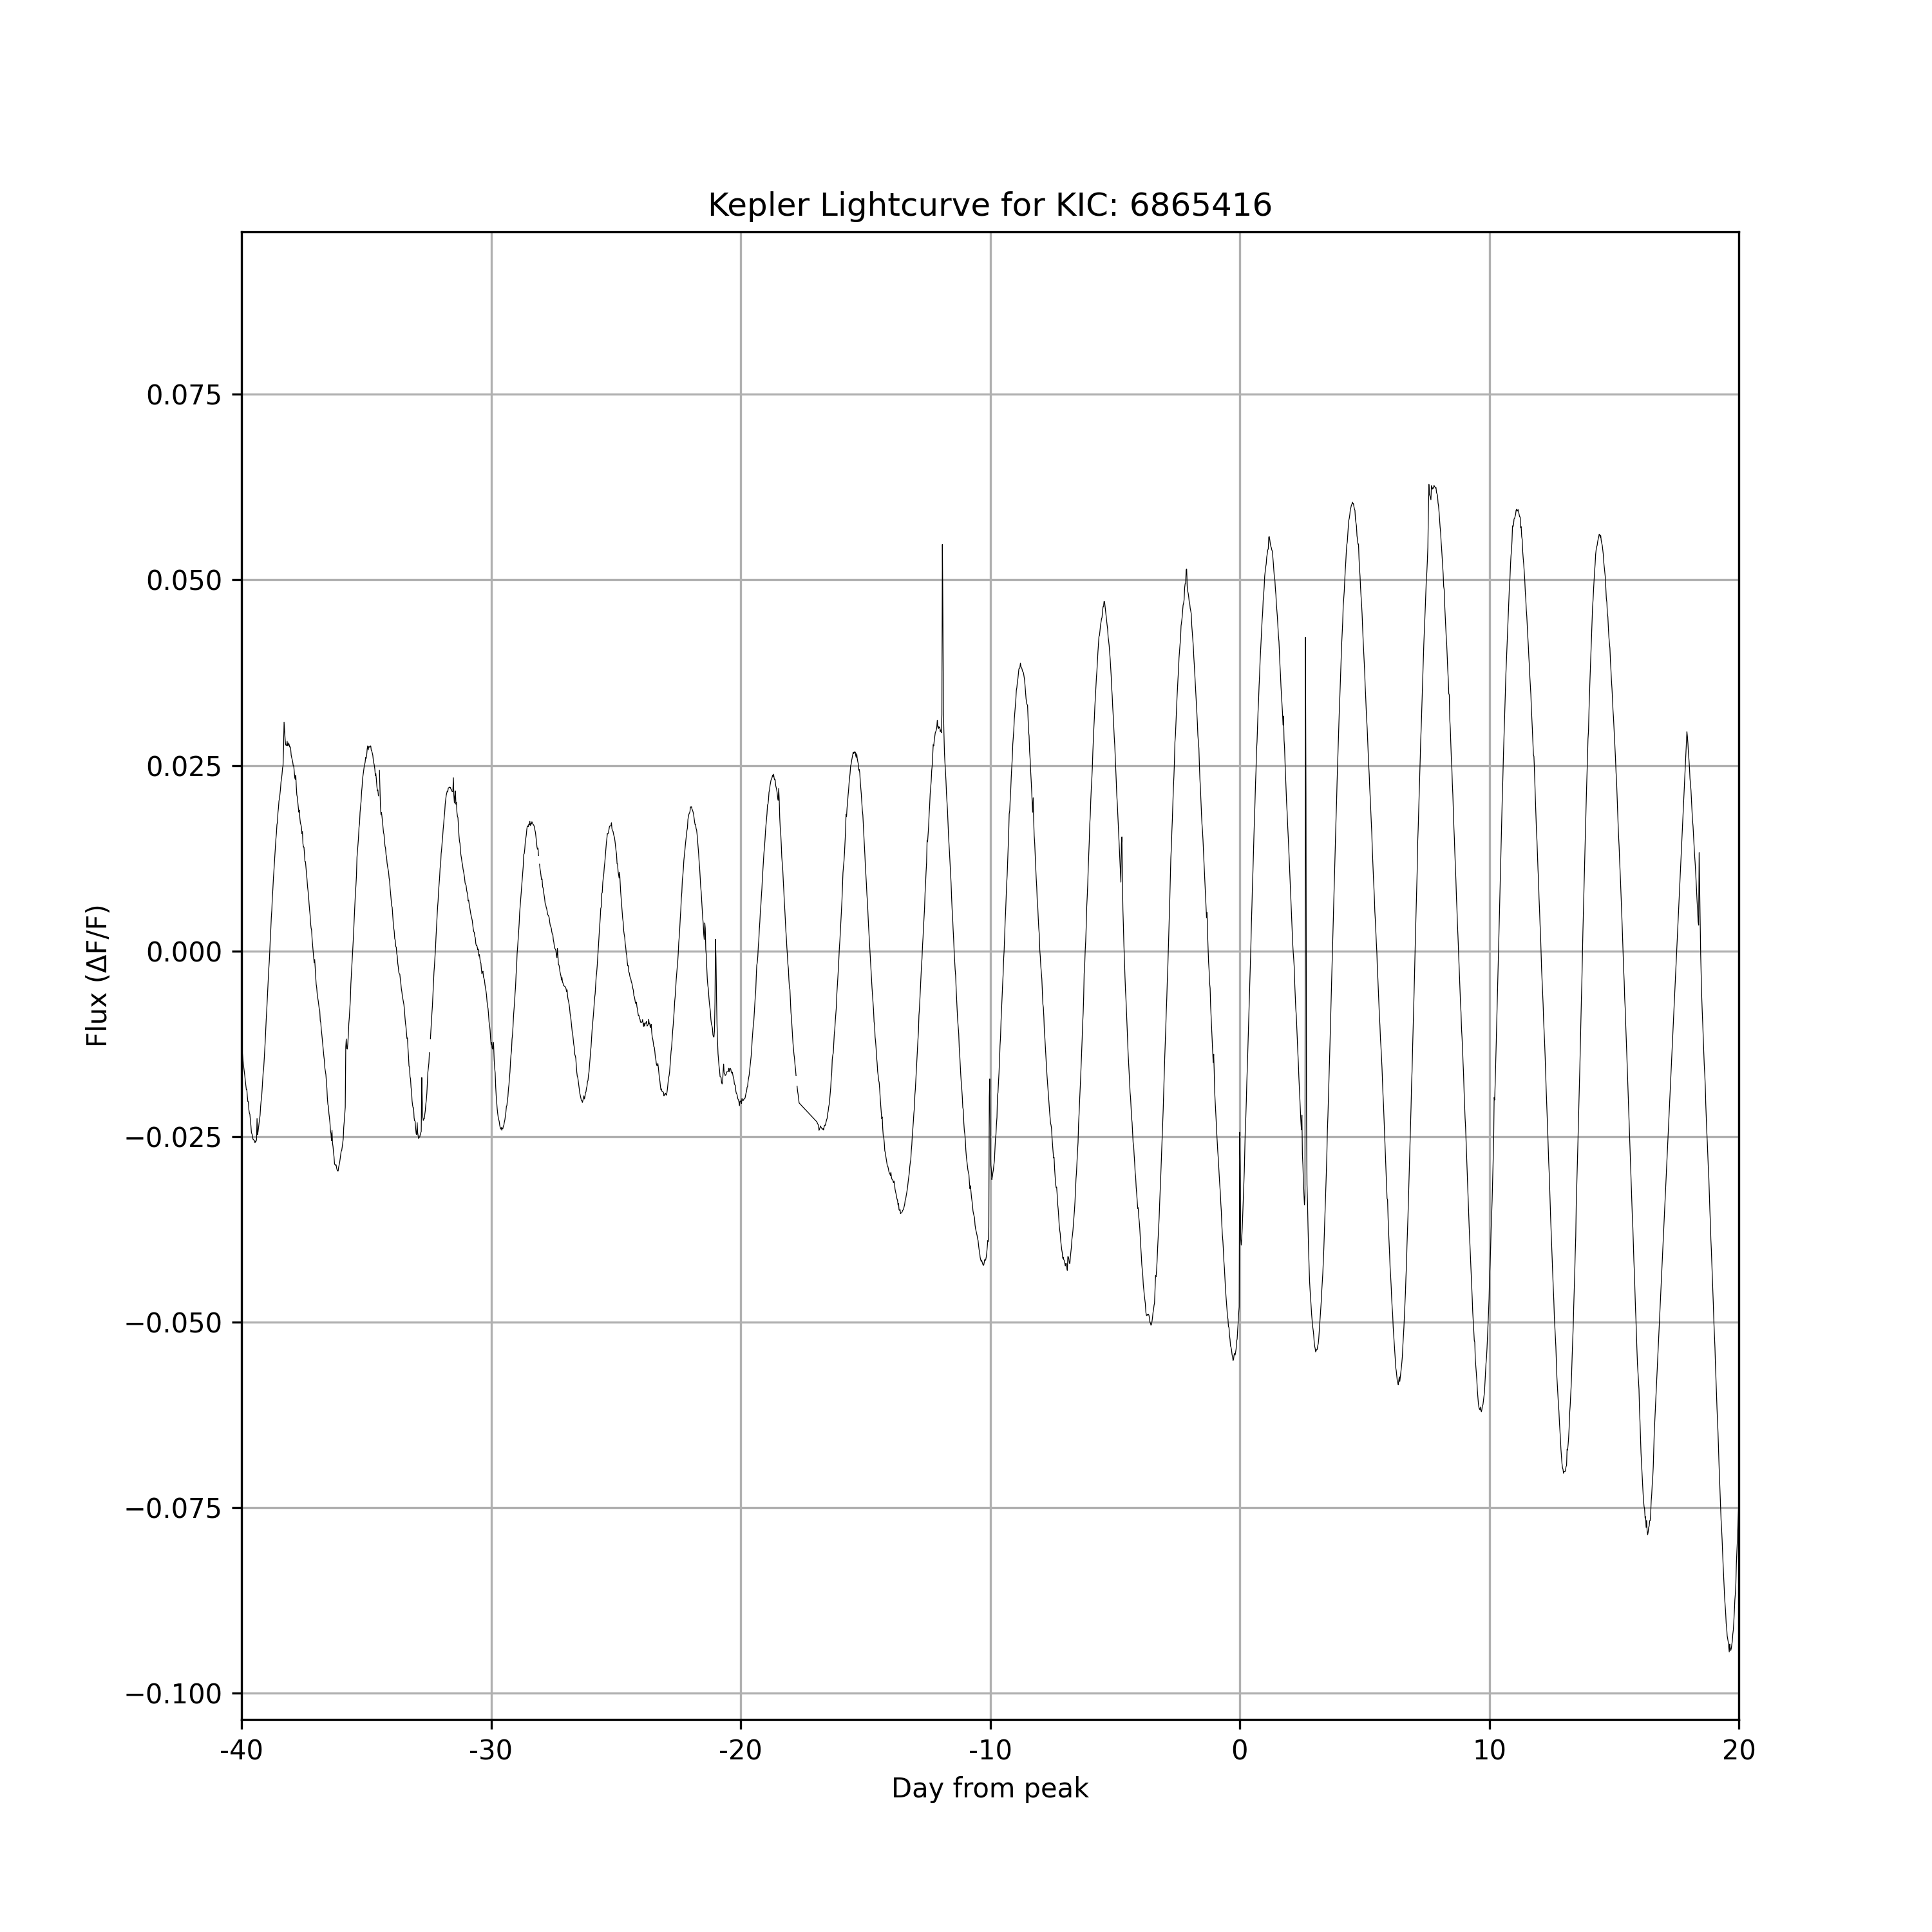 Kepler Lightcurve for KIC: 6865416
0.075
0.050
0.025
0.000
−0.025
−0.050
−0.075
−0.100
Flux (ΔF/F)
-40 -30 -20 -10 0 10 20
Day from peak